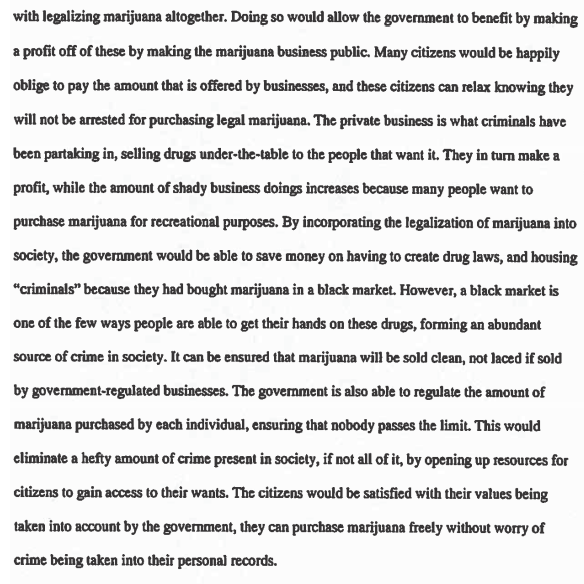 with legalizing marijuana altogether. Doing so would allow the government to benefit by making
a profit off of these by making the marijuana business public. Many citizens would be happily
oblige to pay the amount that is offered by businesses, and these citizens can relax knowing they
will not be arrested for purchasing legal marijuana. The private business is what criminals have
been partaking in, selling drugs under-the-table to the people that want it. They in turn make a
profit, while the amount of shady business doings increases because many people want to
purchase marijuana for recreational purposes. By incorporating the legalization of marijuana into
society, the government would be able to save money on having to create drug laws, and housing
“criminals” because they had bought marijuana in a black market. However, a black market is
one of the few ways people are able to get their hands on these drugs, forming an abundant
source of crime in society. It can be ensured that marijuana will be sold clean, not laced if sold
by government-regulated businesses. The government is also able to regulate the amount of
marijuana purchased by each individual, ensuring that nobody passes the limit. This would
eliminate a hefty amount of crime present in society, if not all of it, by opening up resources for
citizens to gain access to their wants. The citizens would be satisfied with their values being
taken into account by the government, they can purchase marijuana freely without worry of
crime being taken into their personal records.